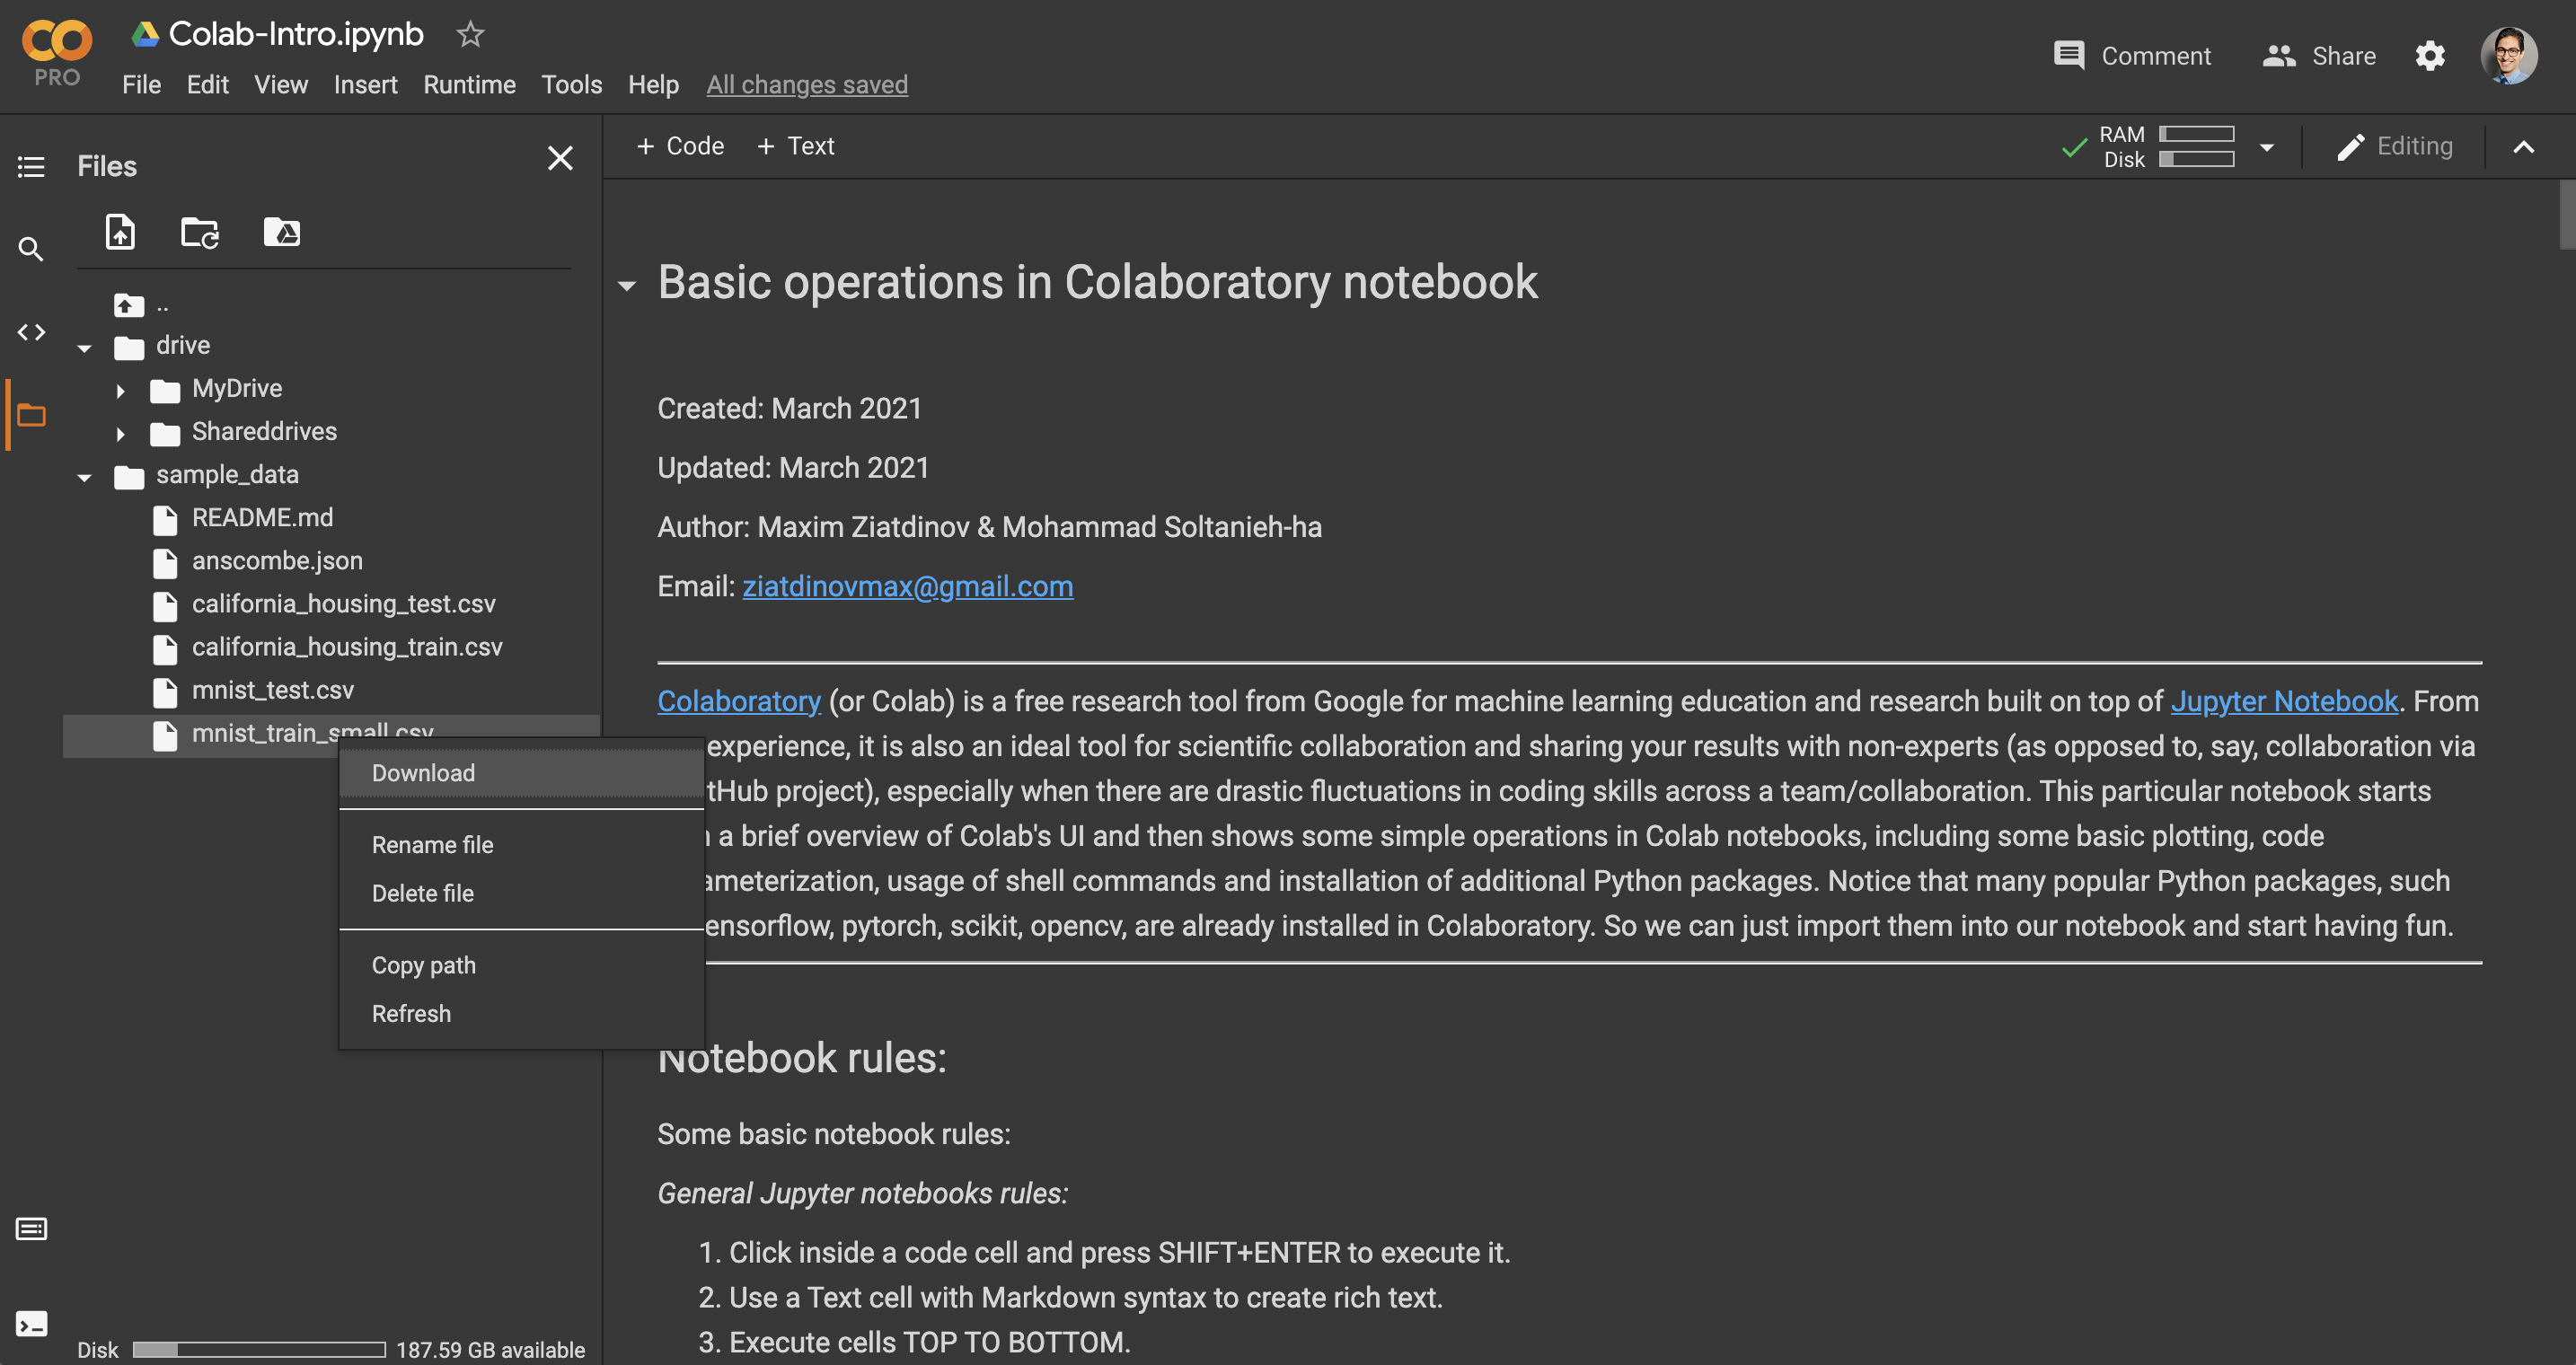 Colab-Intro.ipynb
PRO
File Edit View Insert Runtime Tools Help All changes saved
Comment Share
Files
+ Code + Text
RAM
Disk
Editing
..
drive
MyDrive
Shareddrives
sample_data
README.md
anscombe.json
california_housing_test.csv
california_housing_train.csv
mnist_test.csv
mnist_train_small.csv
Download
Rename file
Delete file
Copy path
Refresh
Disk 187.59 GB available
Basic operations in Colaboratory notebook
Created: March 2021
Updated: March 2021
Author: Maxim Ziatdinov & Mohammad Soltanieh-ha
Email: ziatdinovmax@gmail.com
Colaboratory (or Colab) is a free research tool from Google for machine learning education and research built on top of Jupyter Notebook. From
experience, it is also an ideal tool for scientific collaboration and sharing your results with non-experts (as opposed to, say, collaboration via
tHub project), especially when there are drastic fluctuations in coding skills across a team/collaboration. This particular notebook starts
a brief overview of Colab's UI and then shows some simple operations in Colab notebooks, including some basic plotting, code
ameterization, usage of shell commands and installation of additional Python packages. Notice that many popular Python packages, such
ensorflow, pytorch, scikit, opencv, are already installed in Colaboratory. So we can just import them into our notebook and start having fun.
Notebook rules:
Some basic notebook rules:
General Jupyter notebooks rules:
1. Click inside a code cell and press SHIFT+ENTER to execute it.
2. Use a Text cell with Markdown syntax to create rich text.
3. Execute cells TOP TO BOTTOM.